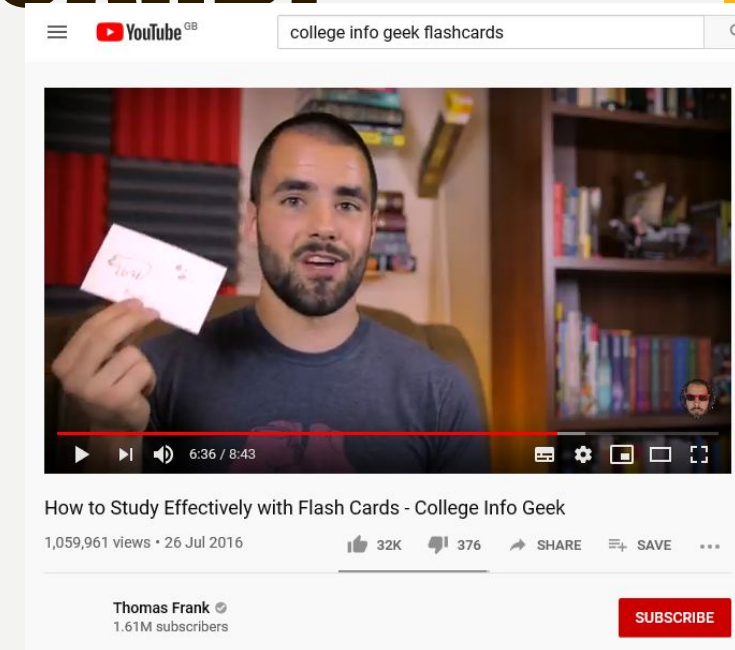 YouTube GB
college info geek flashcards
6:36 / 8:43
How to Study Effectively with Flash Cards - College Info Geek
1,059,961 views • 26 Jul 2016
32K 376 SHARE SAVE
Thomas Frank
1.61M subscribers
SUBSCRIBE